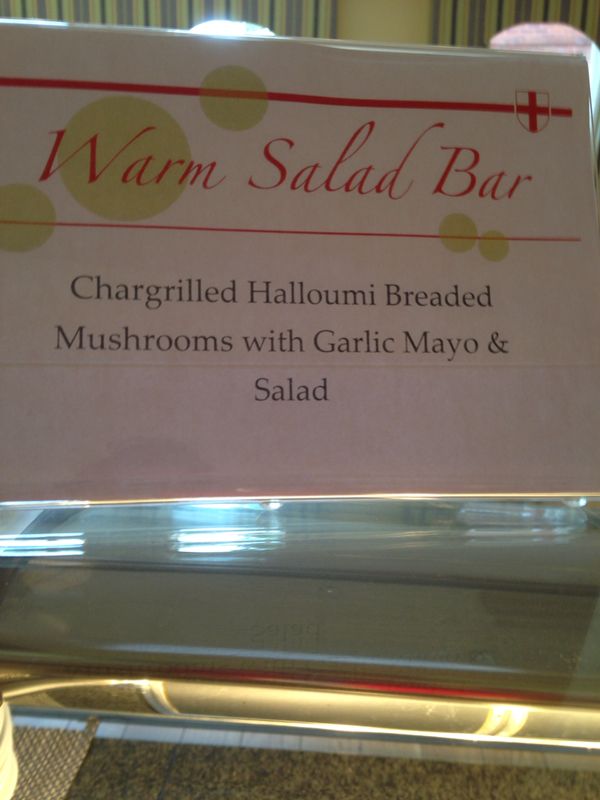 Warm Salad Bar
Chargrilled Halloumi Breaded
Mushrooms with Garlic Mayo &
Salad